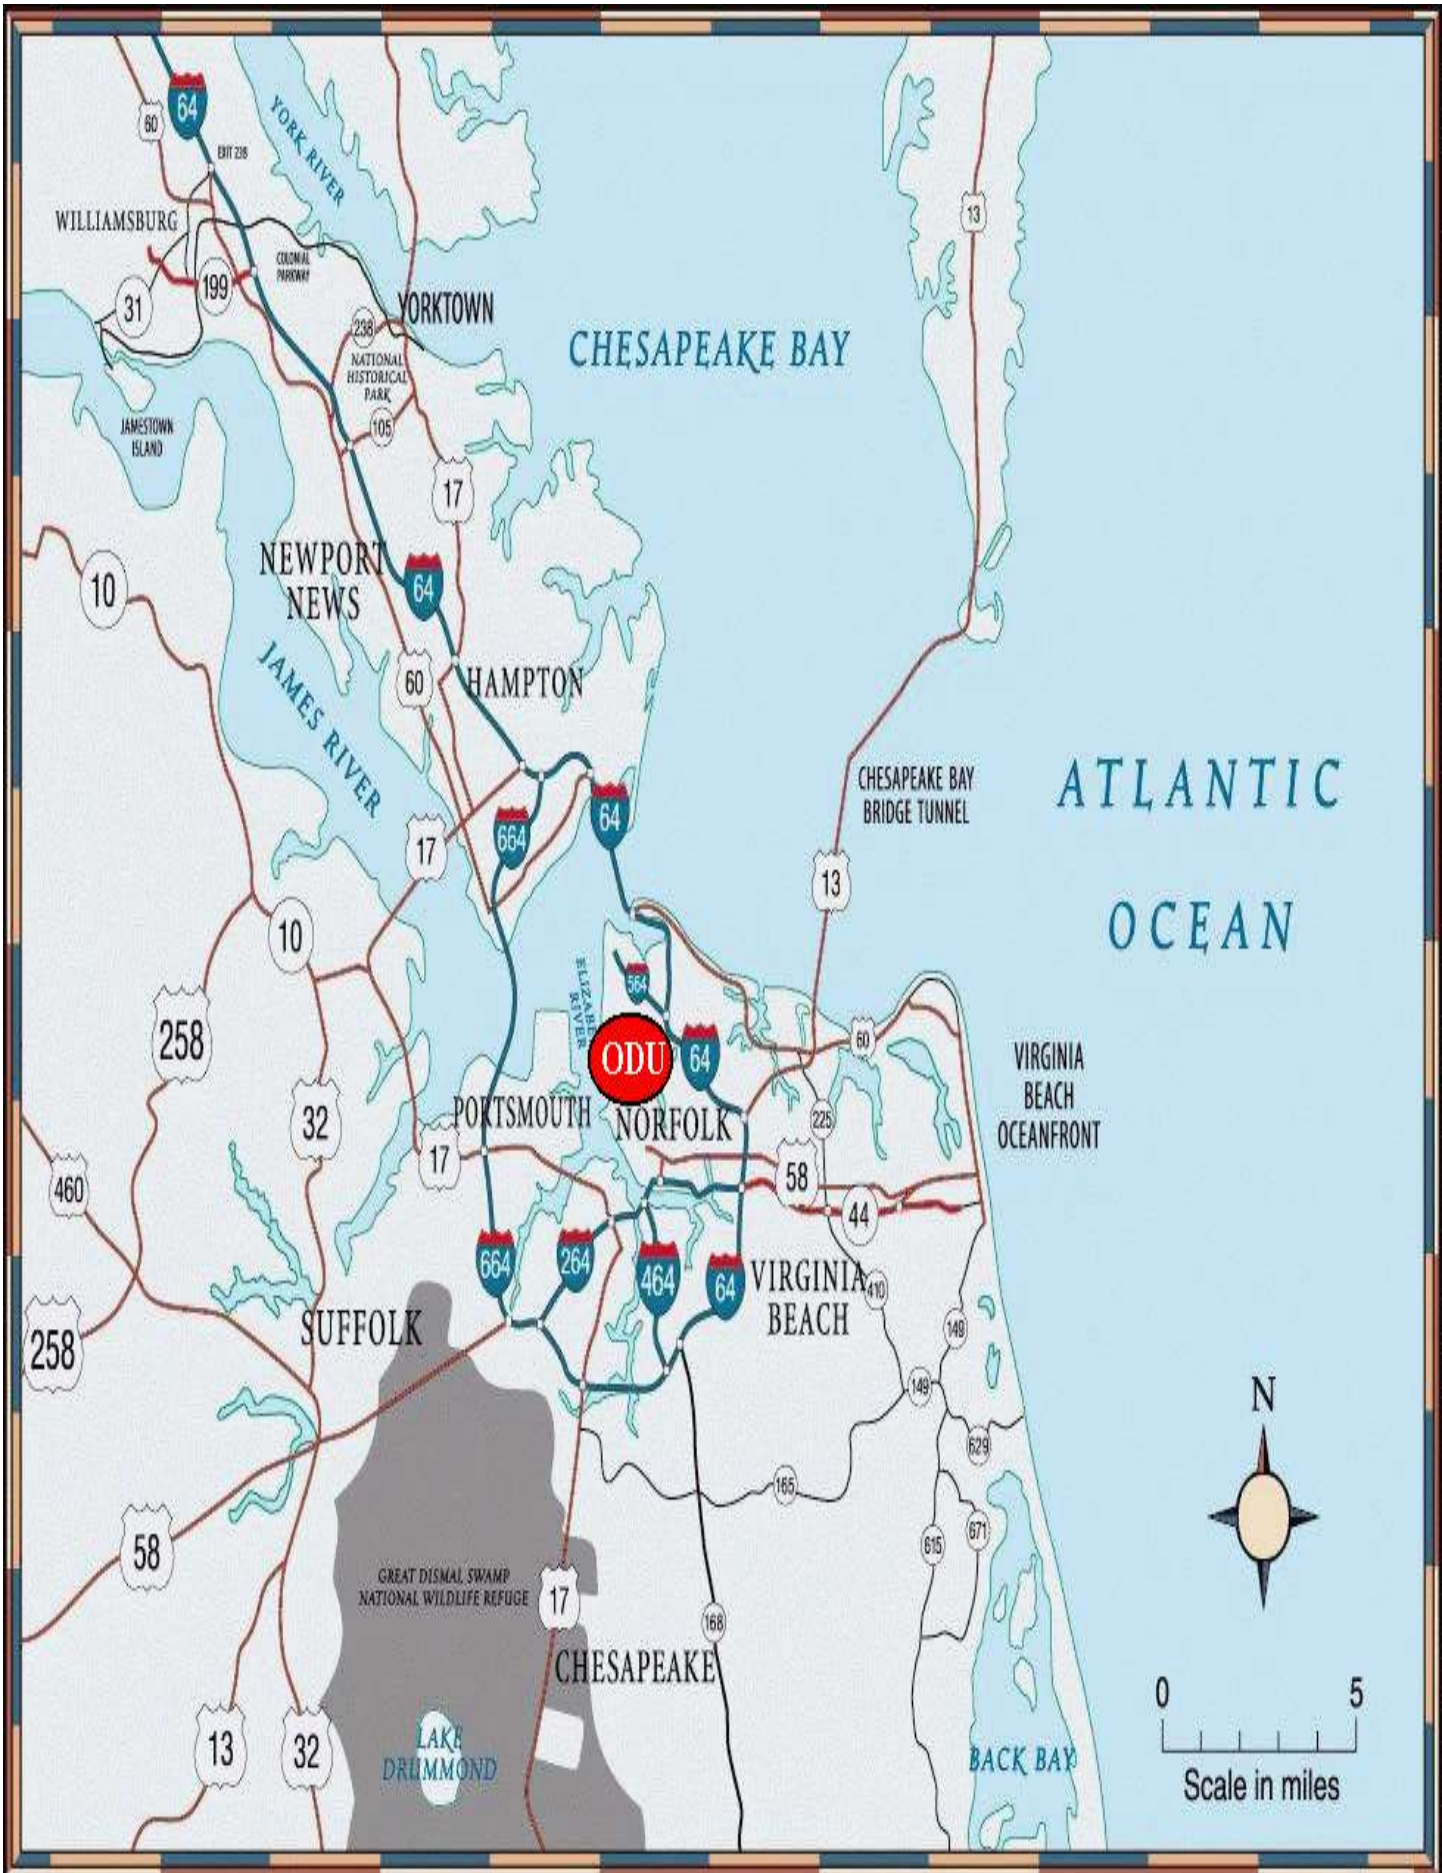 64
60
EXIT 238
YORK RIVER
WILLIAMSBURG
COLONIAL
PARKWAY
199
31
13
YORKTOWN
238
NATIONAL
HISTORICAL
PARK
CHESAPEAKE BAY
105
JAMESTOWN
ISLAND
17
NEWPORT
NEWS
64
10
60
HAMPTON
JAMES RIVER
CHESAPEAKE BAY
BRIDGE TUNNEL
ATLANTIC
OCEAN
64
664
17
13
10
564
258
ELIZABE
RIVER
ODU
64
60
VIRGINIA
BEACH
OCEANFRONT
PORTSMOUTH
NORFOLK
225
32
17
58
460
44
664
264
464
64
VIRGINIA
BEACH
410
149
SUFFOLK
258
149
N
629
165
58
615
671
GREAT DISMAL SWAMP
NATIONAL WILDLIFE REFUGE
17
168
CHESAPEAKE
13
32
LAKE
DRUMMOND
BACK BAY
0 5
Scale in miles